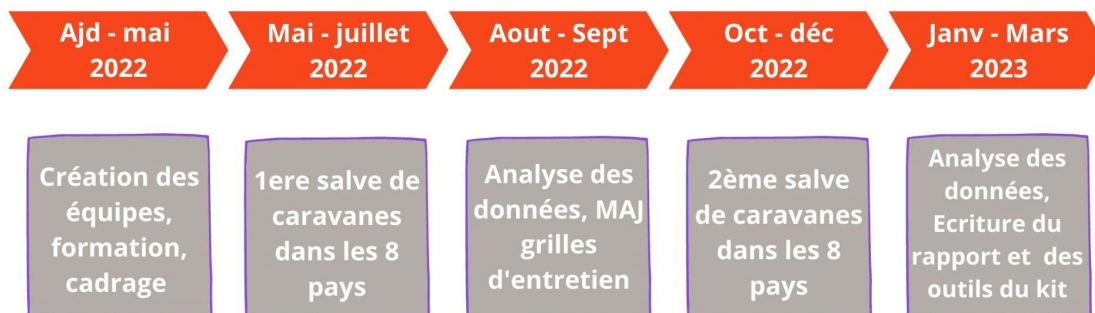 Ajd - mai
2022
Mai - juillet
2022
Aout - Sept
2022
Oct - déc
2022
Janv - Mars
2023
Création des
équipes,
formation,
cadrage
1ere salve de
caravanes
dans les 8
pays
Analyse des
données, MAJ
grilles
d'entretien
2ème salve
de caravanes
dans les 8
pays
Analyse des
données,
Ecriture du
rapport et des
outils du kit